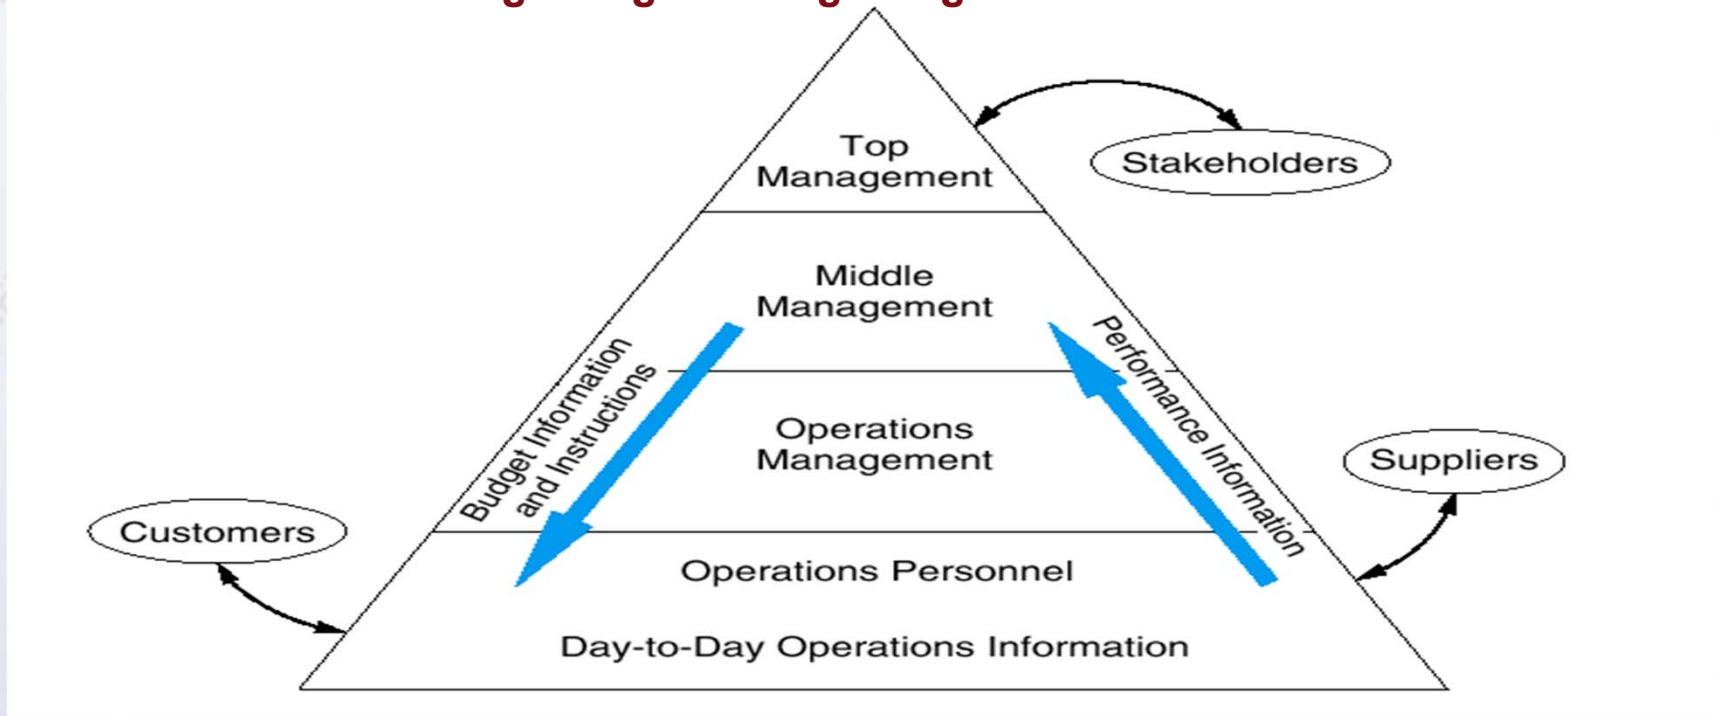 Top
Management
Stakeholders
Middle
Management
Budget Information
and Instructions
Performance Information
Operations
Management
Suppliers
Customers
Operations Personnel
Day-to-Day Operations Information